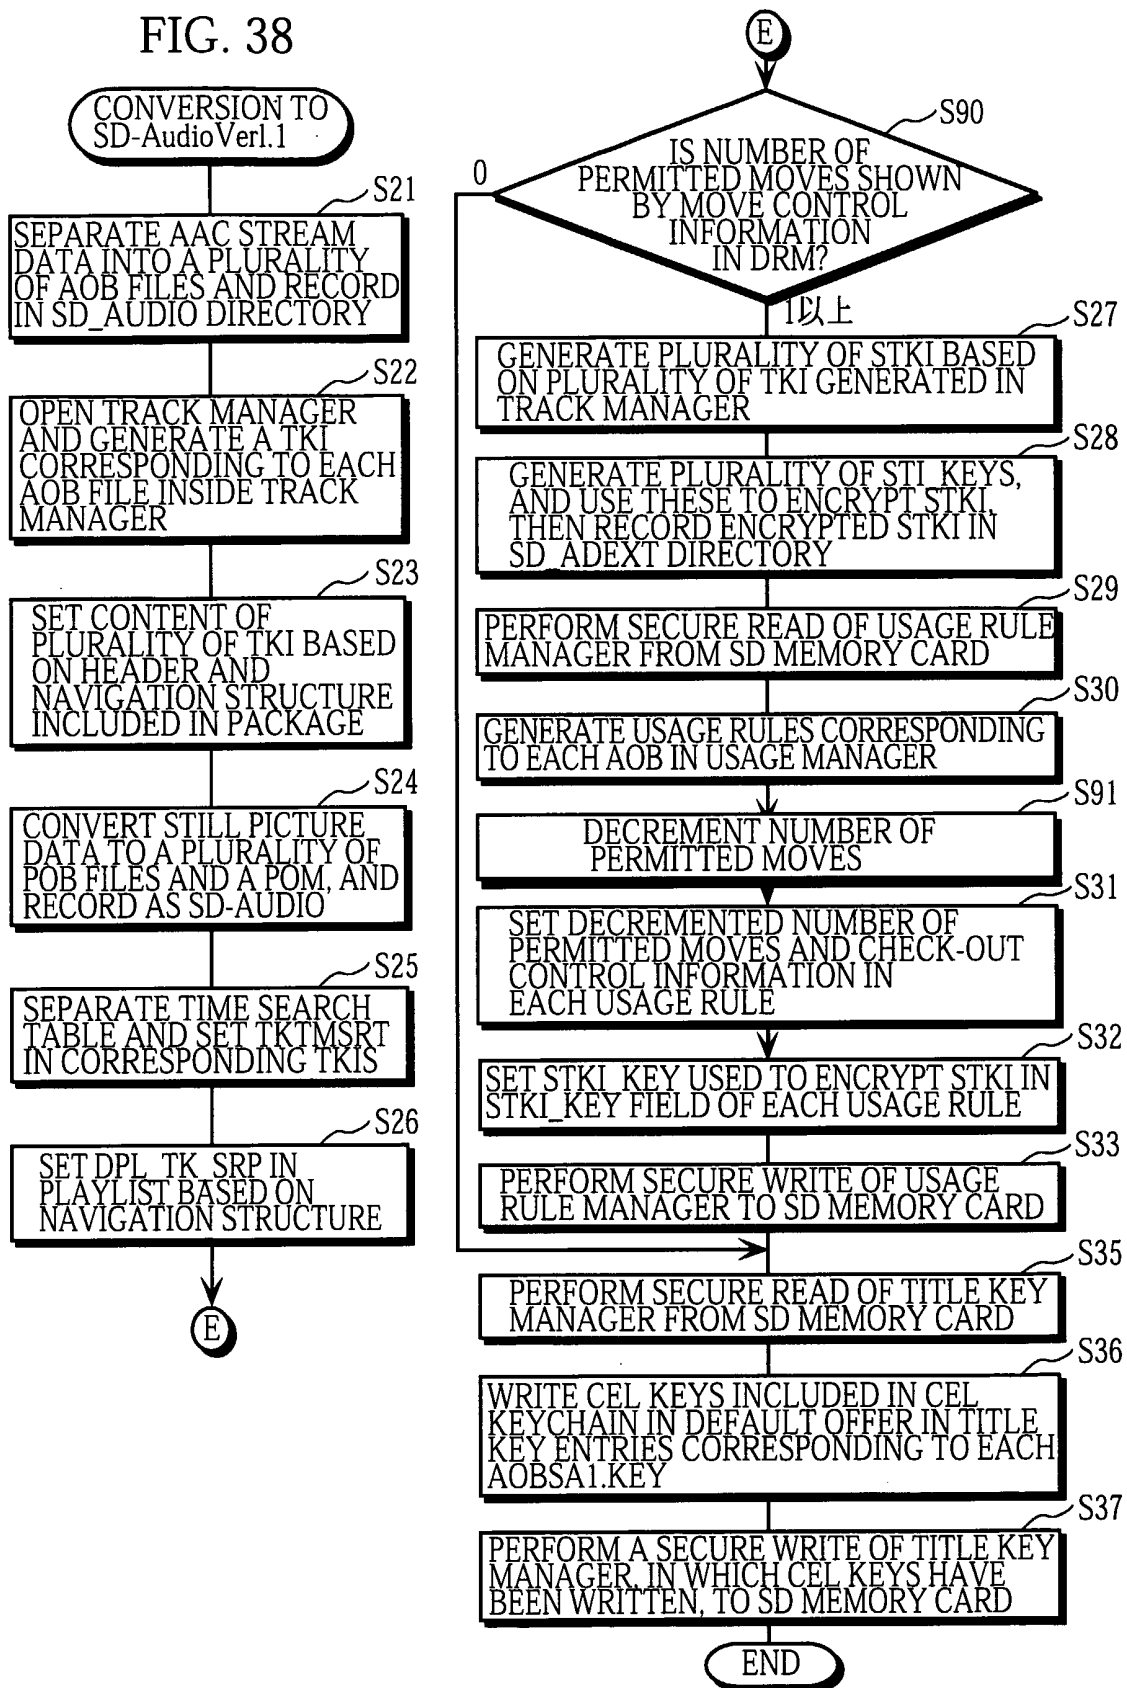 FIG. 38
CONVERSION TO
SD-AudioVerl.1
S21
SEPARATE AAC STREAM
DATA INTO A PLURALITY
OF AOB FILES AND RECORD
IN SD_AUDIO DIRECTORY
S22
OPEN TRACK MANAGER
AND GENERATE A TKI
CORRESPONDING TO EACH
AOB FILE INSIDE TRACK
MANAGER
S23
SET CONTENT OF
PLURALITY OF TKI BASED
ON HEADER AND
NAVIGATION STRUCTURE
INCLUDED IN PACKAGE
S24
CONVERT STILL PICTURE
DATA TO A PLURALITY OF
POB FILES AND A POM, AND
RECORD AS SD-AUDIO
S25
SEPARATE TIME SEARCH
TABLE AND SET TKTMSRT
IN CORRESPONDING TKIS
S26
SET DPL_TK_SRP IN
PLAYLIST BASED ON
NAVIGATION STRUCTURE
E
E
S90
IS NUMBER OF
PERMITTED MOVES SHOWN
BY MOVE CONTROL
INFORMATION
IN DRM?
0
1以上
S27
GENERATE PLURALITY OF STKI BASED
ON PLURALITY OF TKI GENERATED IN
TRACK MANAGER
S28
GENERATE PLURALITY OF STI_KEYS,
AND USE THESE TO ENCRYPT STKI,
THEN RECORD ENCRYPTED STKI IN
SD_ADEXT DIRECTORY
S29
PERFORM SECURE READ OF USAGE RULE
MANAGER FROM SD MEMORY CARD
S30
GENERATE USAGE RULES CORRESPONDING
TO EACH AOB IN USAGE MANAGER
S91
DECREMENT NUMBER OF
PERMITTED MOVES
S31
SET DECREMENTED NUMBER OF
PERMITTED MOVES AND CHECK-OUT
CONTROL INFORMATION IN
EACH USAGE RULE
S32
SET STKI_KEY USED TO ENCRYPT STKI IN
STKI_KEY FIELD OF EACH USAGE RULE
S33
PERFORM SECURE WRITE OF USAGE
RULE MANAGER TO SD MEMORY CARD
S35
PERFORM SECURE READ OF TITLE KEY
MANAGER FROM SD MEMORY CARD
S36
WRITE CEL KEYS INCLUDED IN CEL
KEYCHAIN IN DEFAULT OFFER IN TITLE
KEY ENTRIES CORRESPONDING TO EACH
AOBSA1.KEY
S37
PERFORM A SECURE WRITE OF TITLE KEY
MANAGER, IN WHICH CEL KEYS HAVE
BEEN WRITTEN, TO SD MEMORY CARD
END